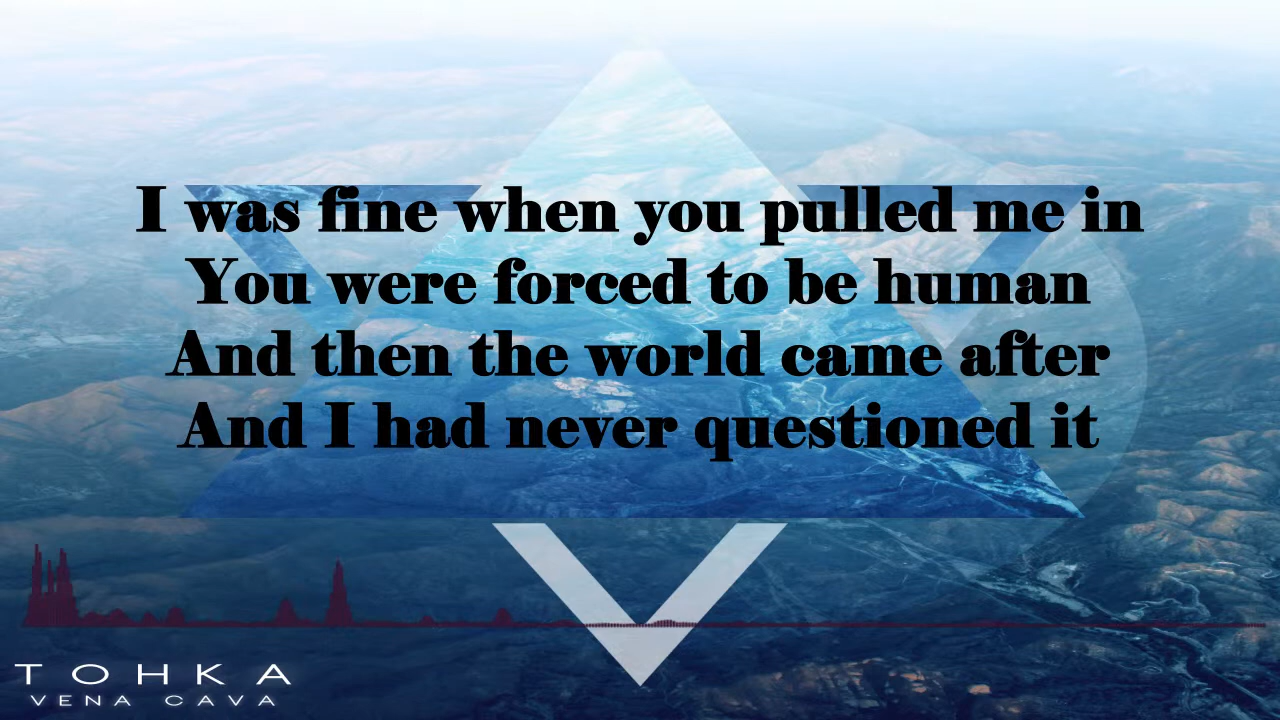 I was fine when you pulled me in
You were forced to be human
And then the world came after
And I had never questioned it
TOHKA
VENA CAVA